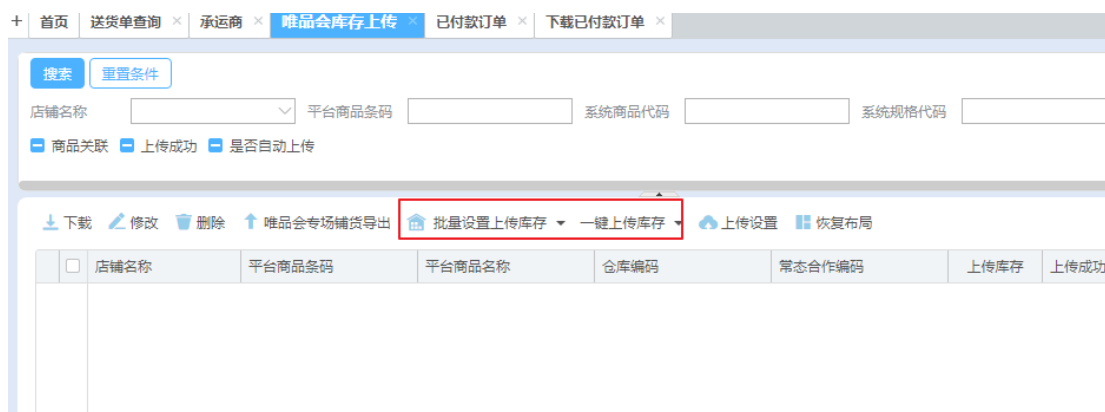 + 首页 送货单查询 × 承运商 × 唯品会库存上传 × 已付款订单 × 下载已付款订单 ×
搜索 重置条件
店铺名称 平台商品条码 系统商品代码 系统规格代码
商品关联 上传成功 是否自动上传
下载 修改 删除 唯品会专场铺货导出 批量设置上传库存 一键上传库存 上传设置 恢复布局
店铺名称 平台商品条码 平台商品名称 仓库编码 常态合作编码 上传库存 上传成功